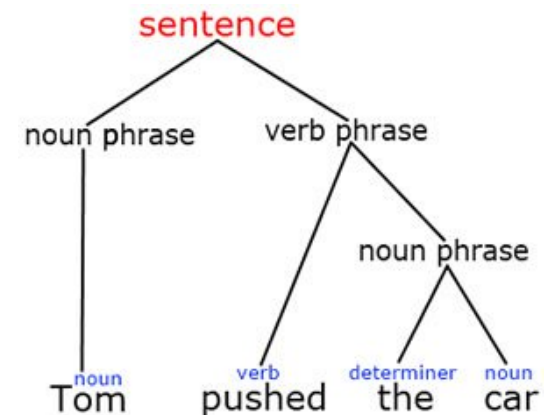 sentence
noun phrase verb phrase
noun phrase
noun verb determiner noun
Tom pushed the car